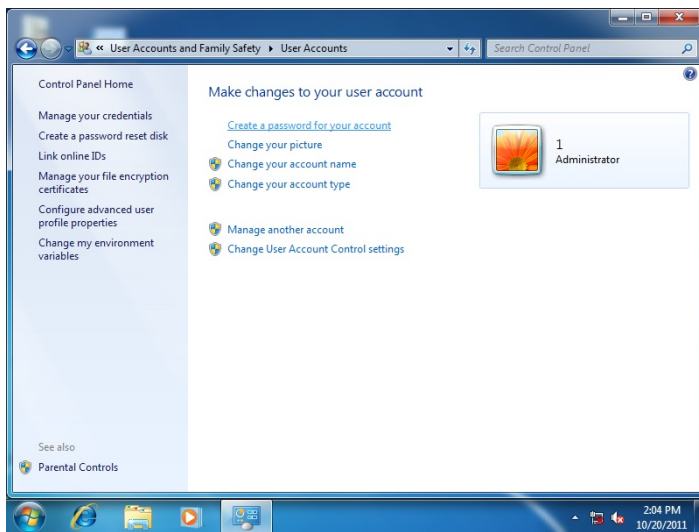 « User Accounts and Family Safety ▸ User Accounts
Search Control Panel
Control Panel Home
Manage your credentials
Create a password reset disk
Link online IDs
Manage your file encryption
certificates
Configure advanced user
profile properties
Change my environment
variables
See also
Parental Controls
Make changes to your user account
Create a password for your account
Change your picture
Change your account name
Change your account type
Manage another account
Change User Account Control settings
1
Administrator
2:04 PM
10/20/2011